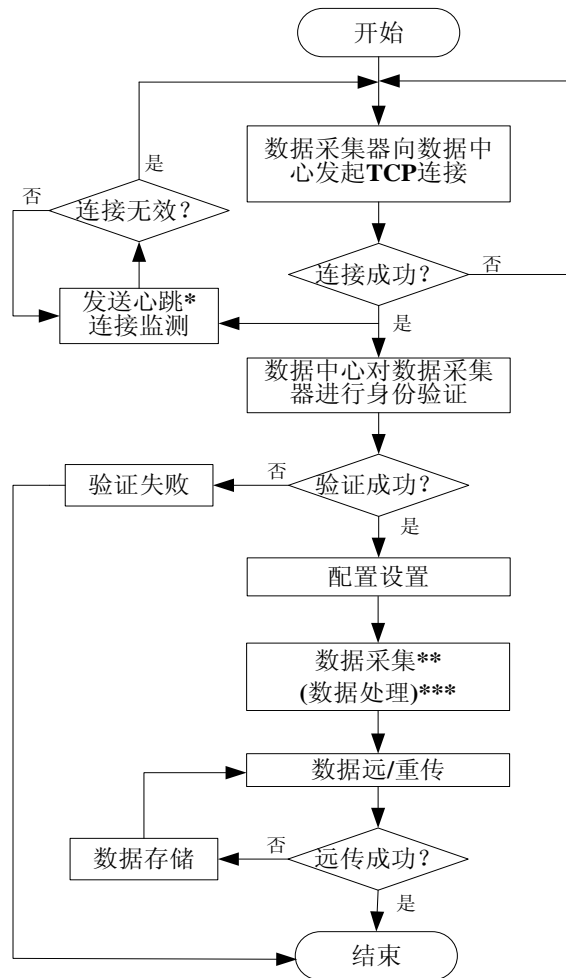 开始
数据采集器向数据中
心发起TCP连接
是
否
连接无效？
连接成功？
否
发送心跳*
连接监测
是
数据中心对数据采集
器进行身份验证
验证失败
否
验证成功？
是
配置设置
数据采集**
(数据处理)***
数据远/重传
数据存储
否
远传成功？
是
结束